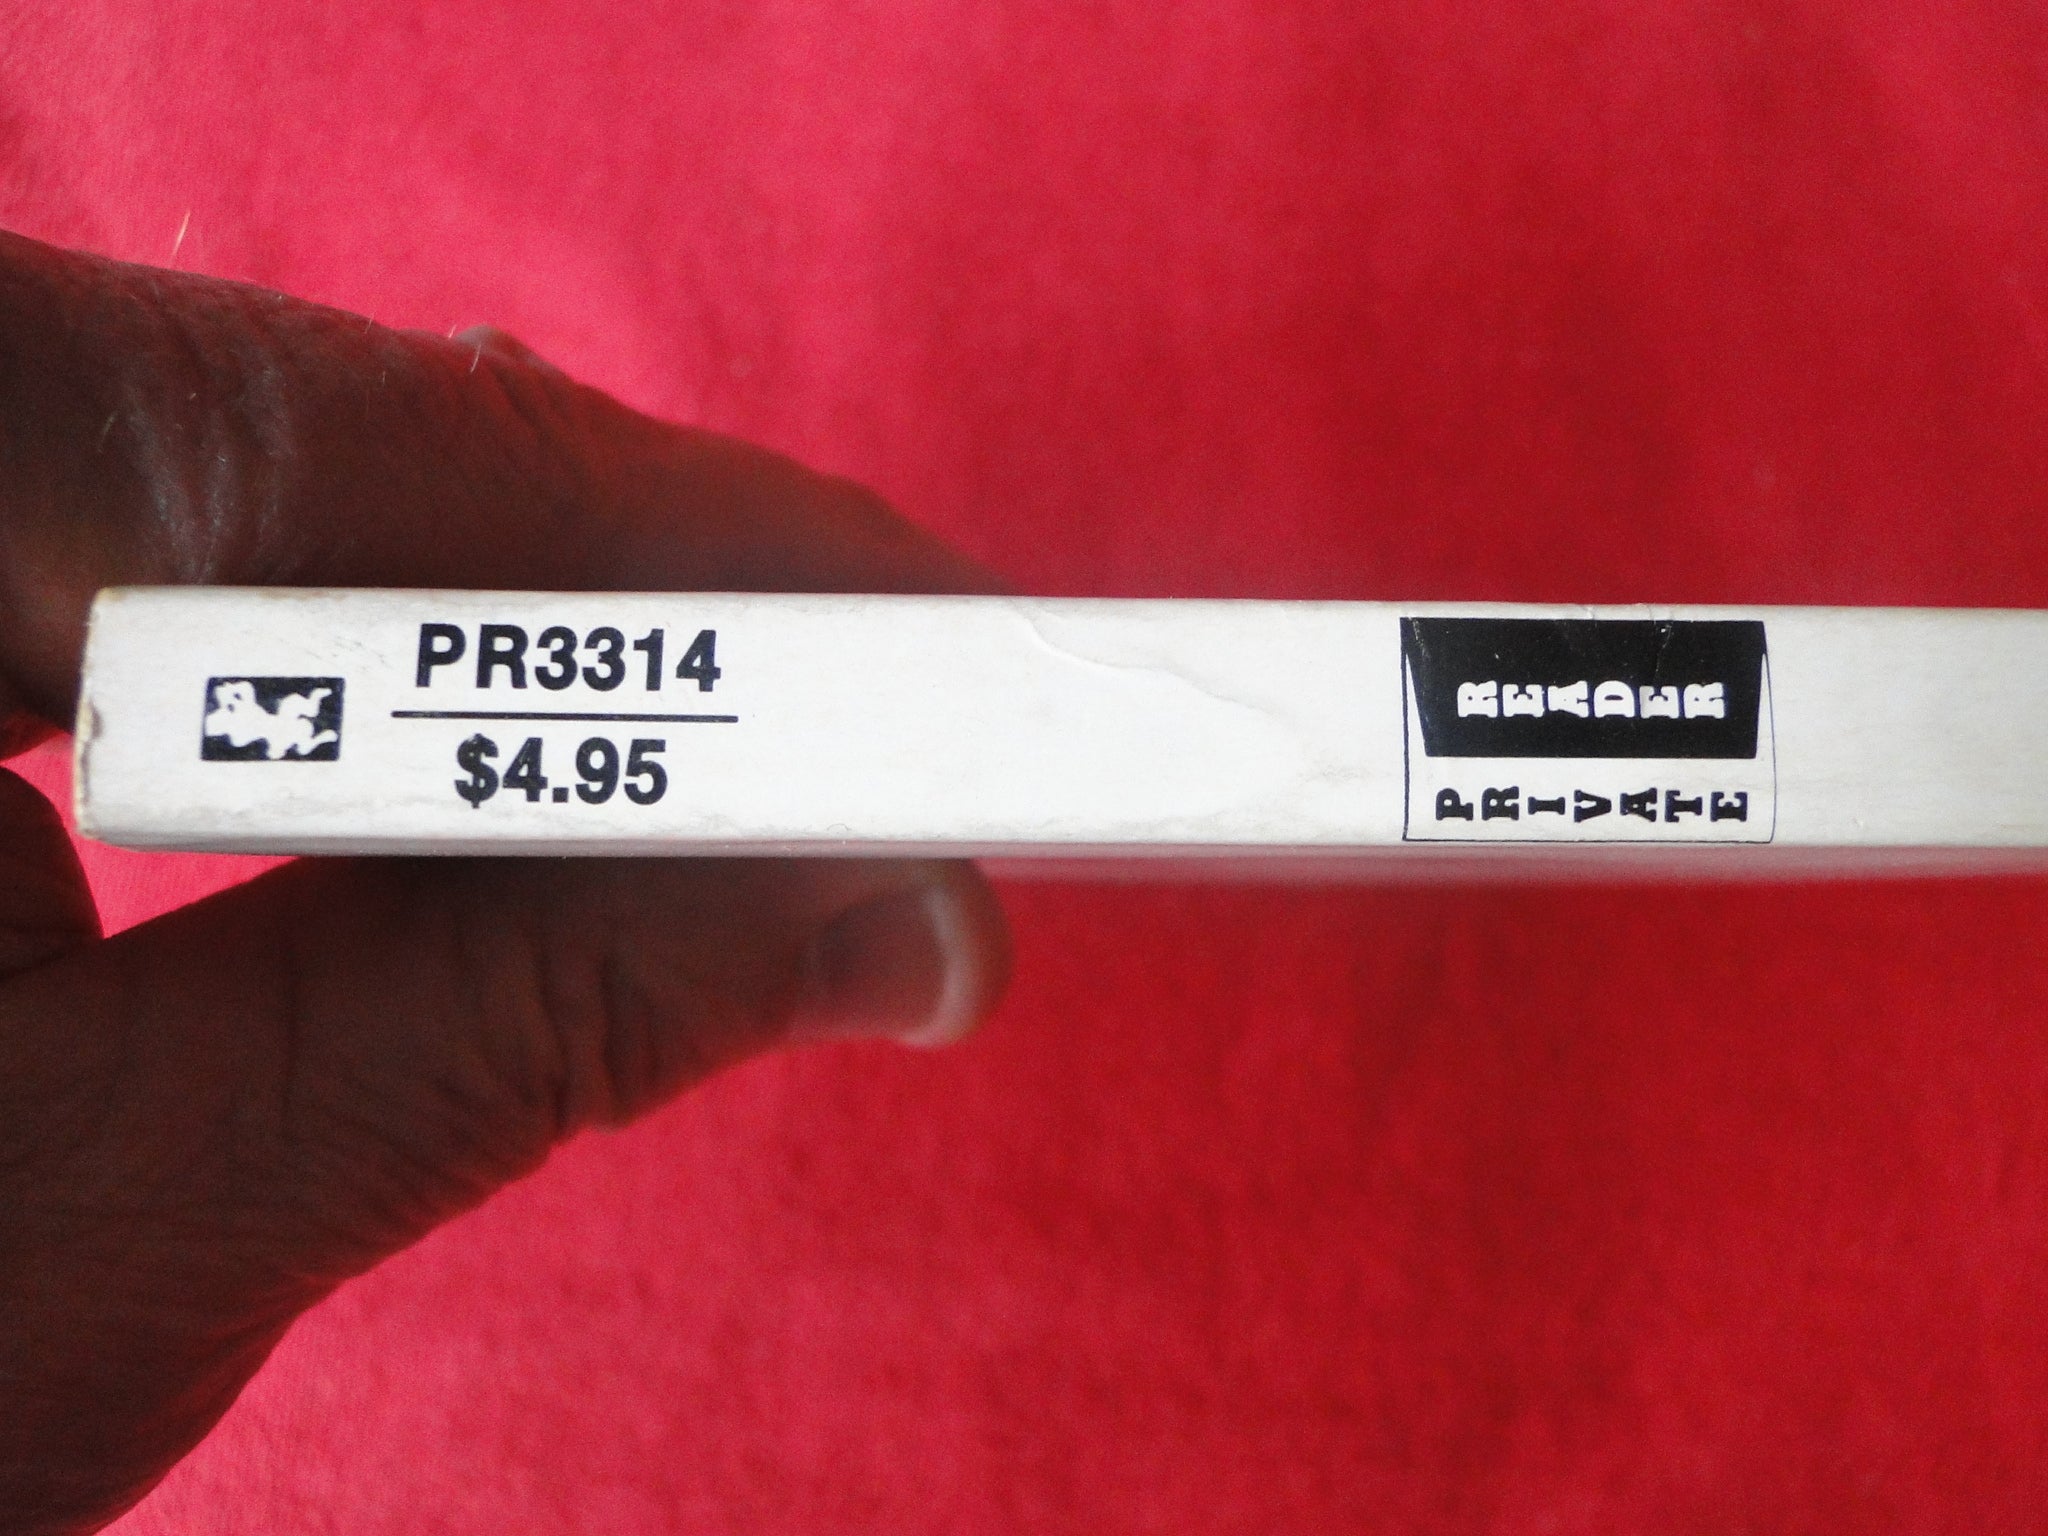 PR3314
$4.95
READER
PRIVATE